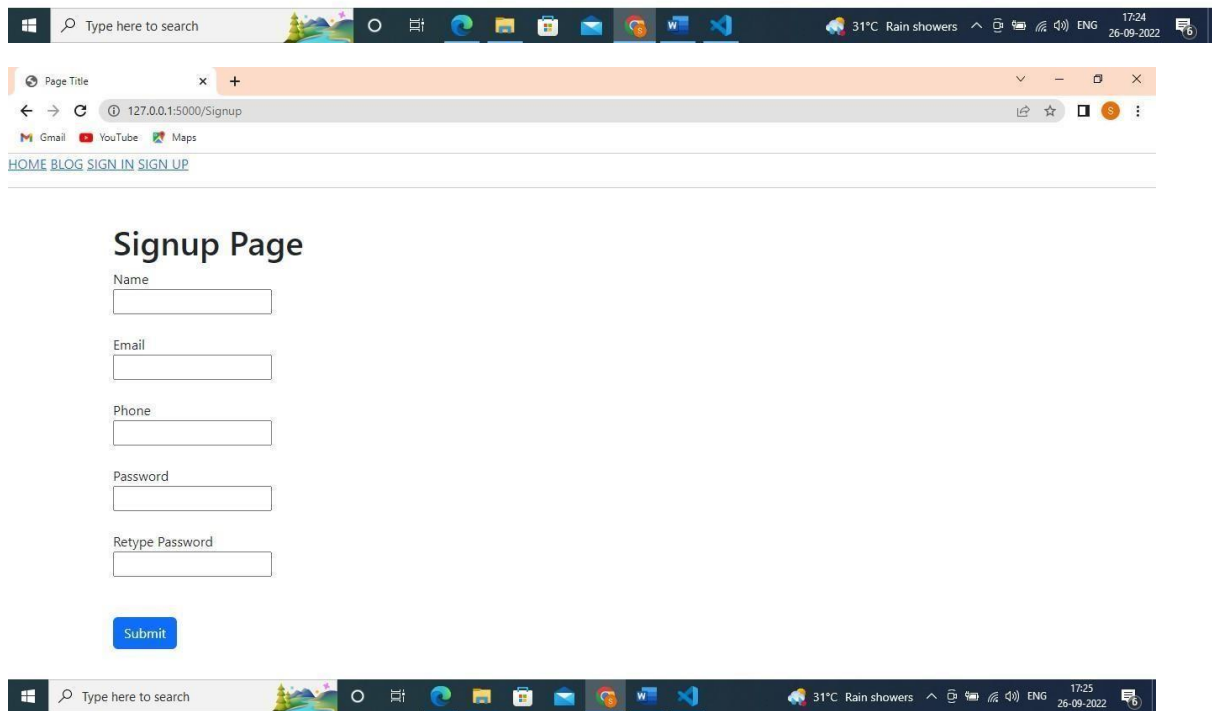 Type here to search 31°C Rain showers ENG 17:24
26-09-2022
6
Page Title
127.0.0.1:5000/Signup
S
Gmail YouTube Maps
HOME BLOG SIGN IN SIGN UP
Signup Page
Name
Email
Phone
Password
Retype Password
Submit
Type here to search 31°C Rain showers ENG 17:25
26-09-2022
6